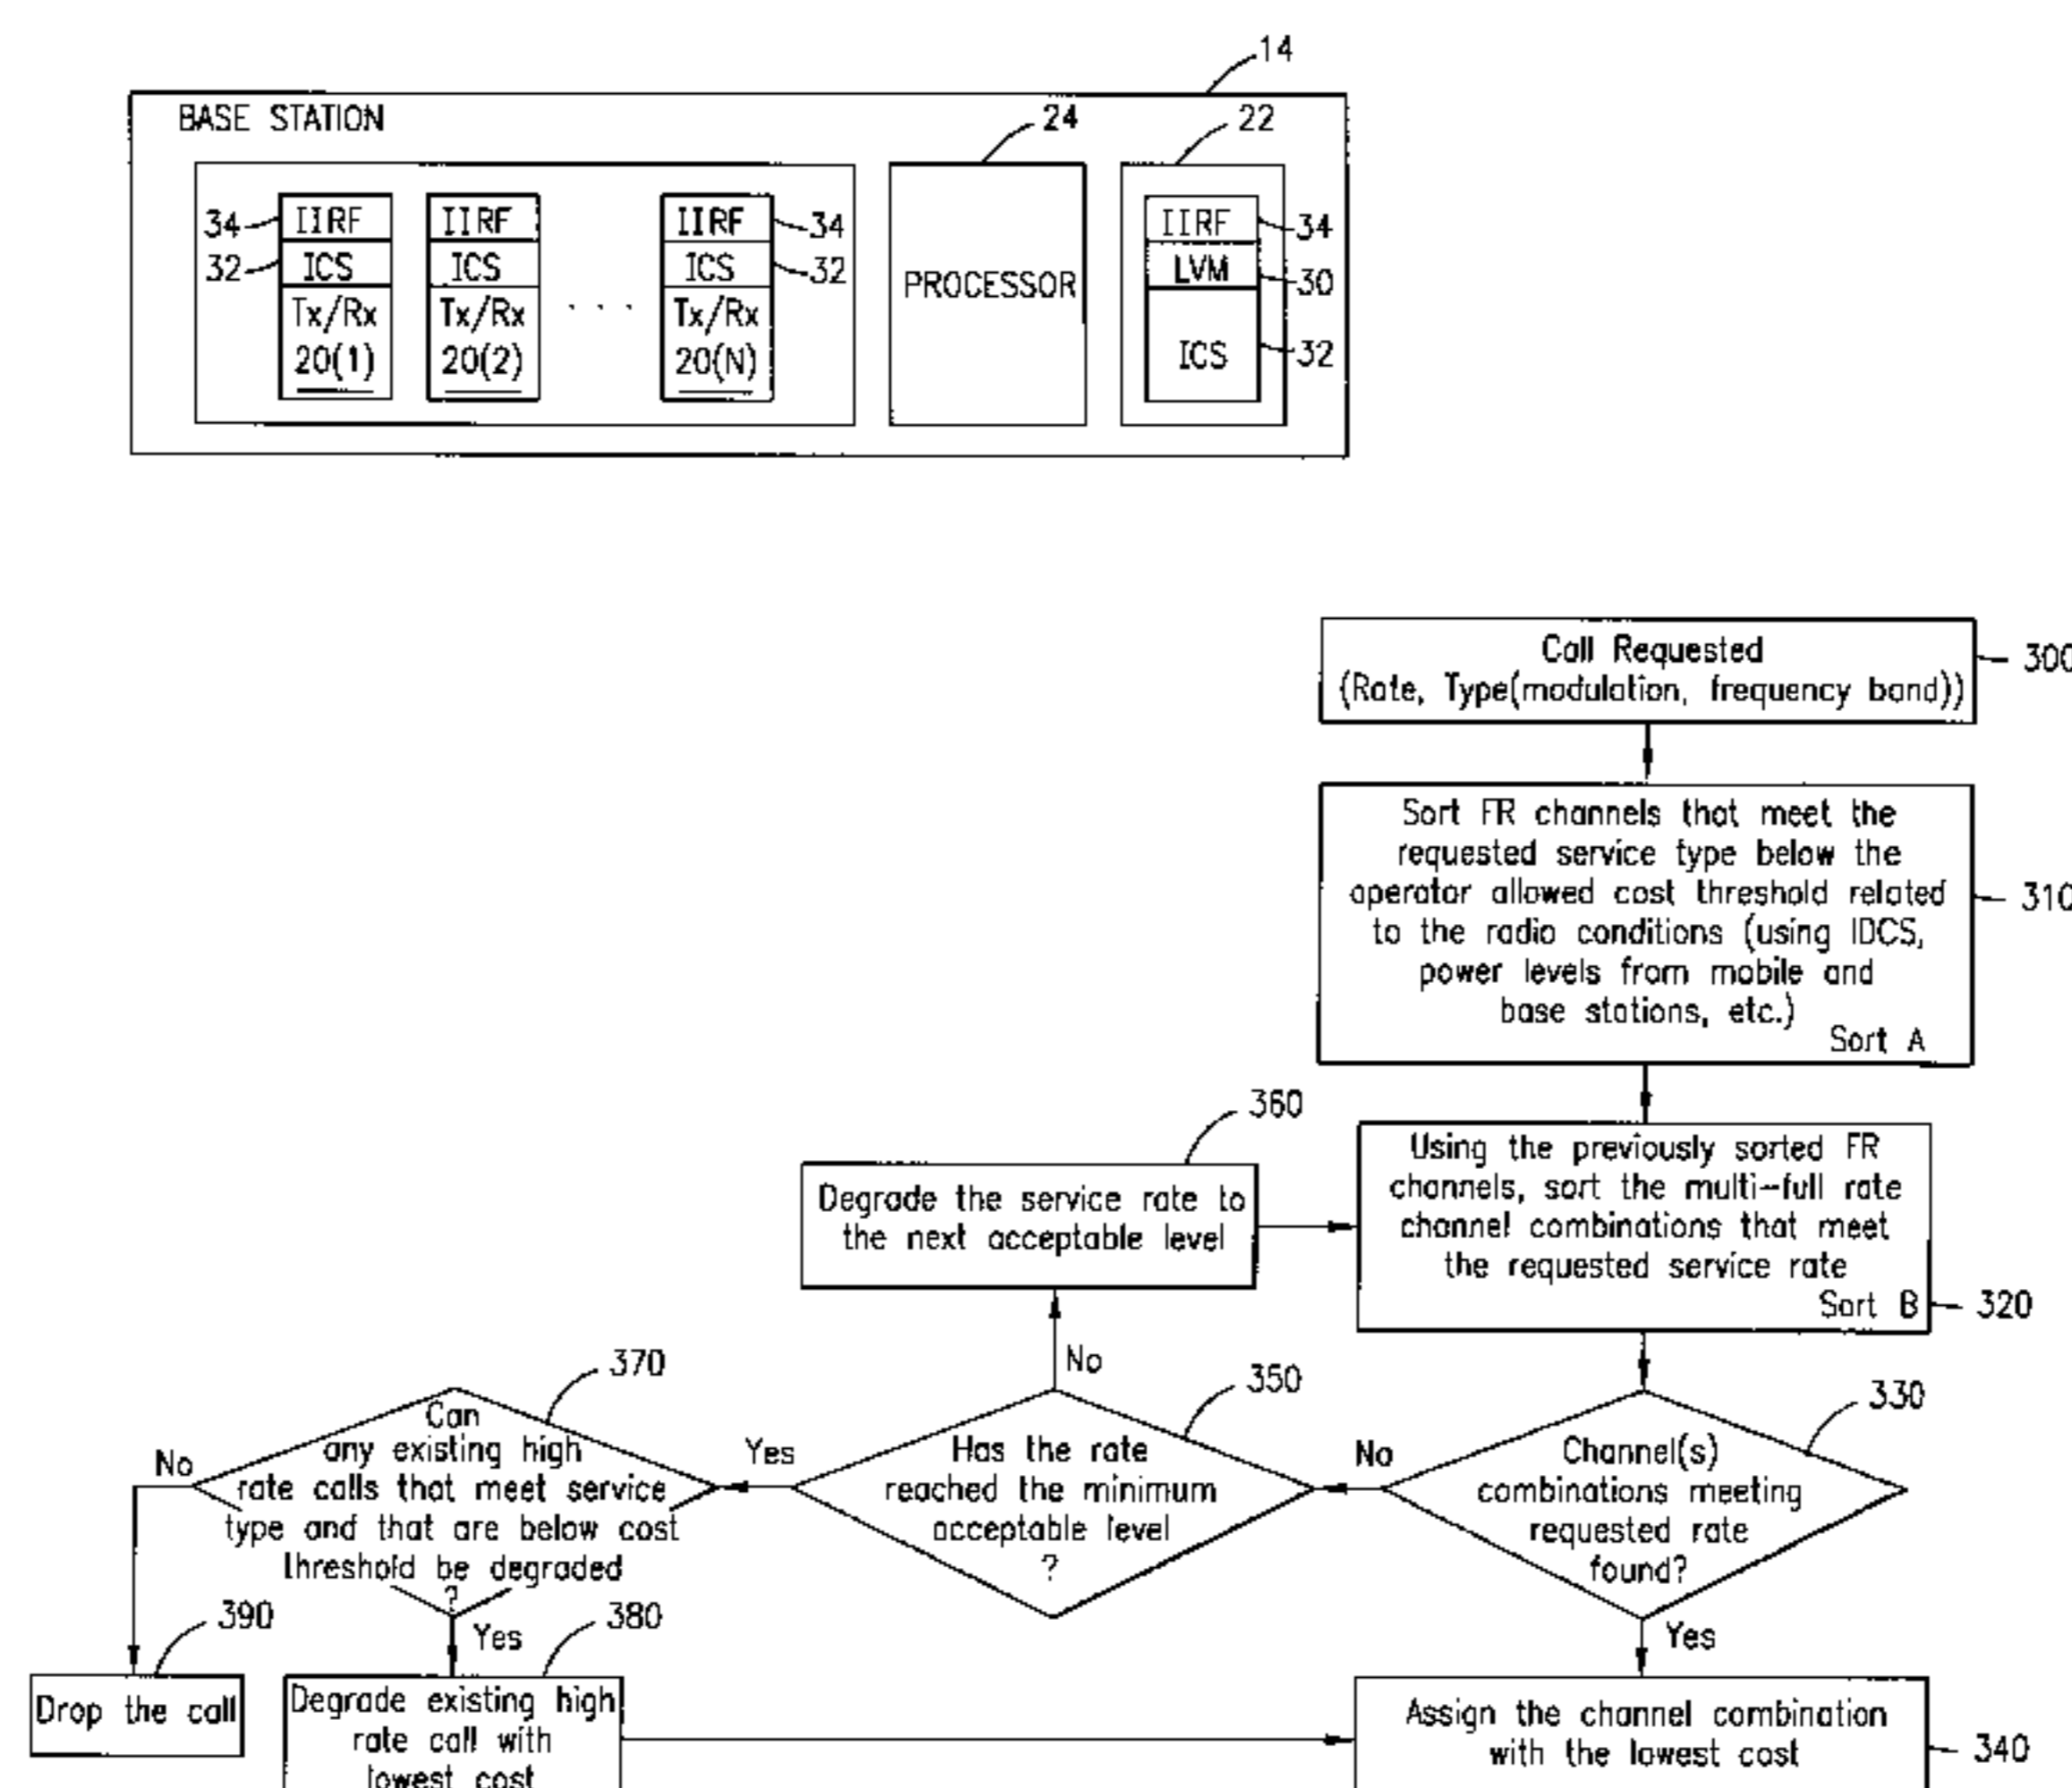 14
BASE STATION
24
22
34
IIRF
IIRF
IIRF
34
IIRF
34
32
ICS
ICS
ICS
32
LVM
30
Tx/Rx
Tx/Rx
. . . .
Tx/Rx
PROCESSOR
20(1)
20(2)
20(N)
ICS
32
Call Requested
(Rate, Type(modulation, frequency band))
300
Sort FR channels that meet the
requested service type below the
operator allowed cost threshold related
to the radio conditions (using IDCS,
power levels from mobile and
base stations, etc.)
Sort A
310
360
Degrade the service rate to
the next acceptable level
Using the previously sorted FR
channels, sort the multi-full rate
channel combinations that meet
the requested service rate
Sort B
320
No
370
Can
any existing high
rate calls that meet service
type and that are below cost
threshold be degraded
?
No
Yes
350
Has the rate
reached the minimum
acceptable level
?
No
330
Channel(s)
combinations meeting
requested rate
found?
390
Yes
380
Yes
Drop the call
Degrade existing high
rate call with
lowest cost
Assign the channel combination
with the lowest cost
340